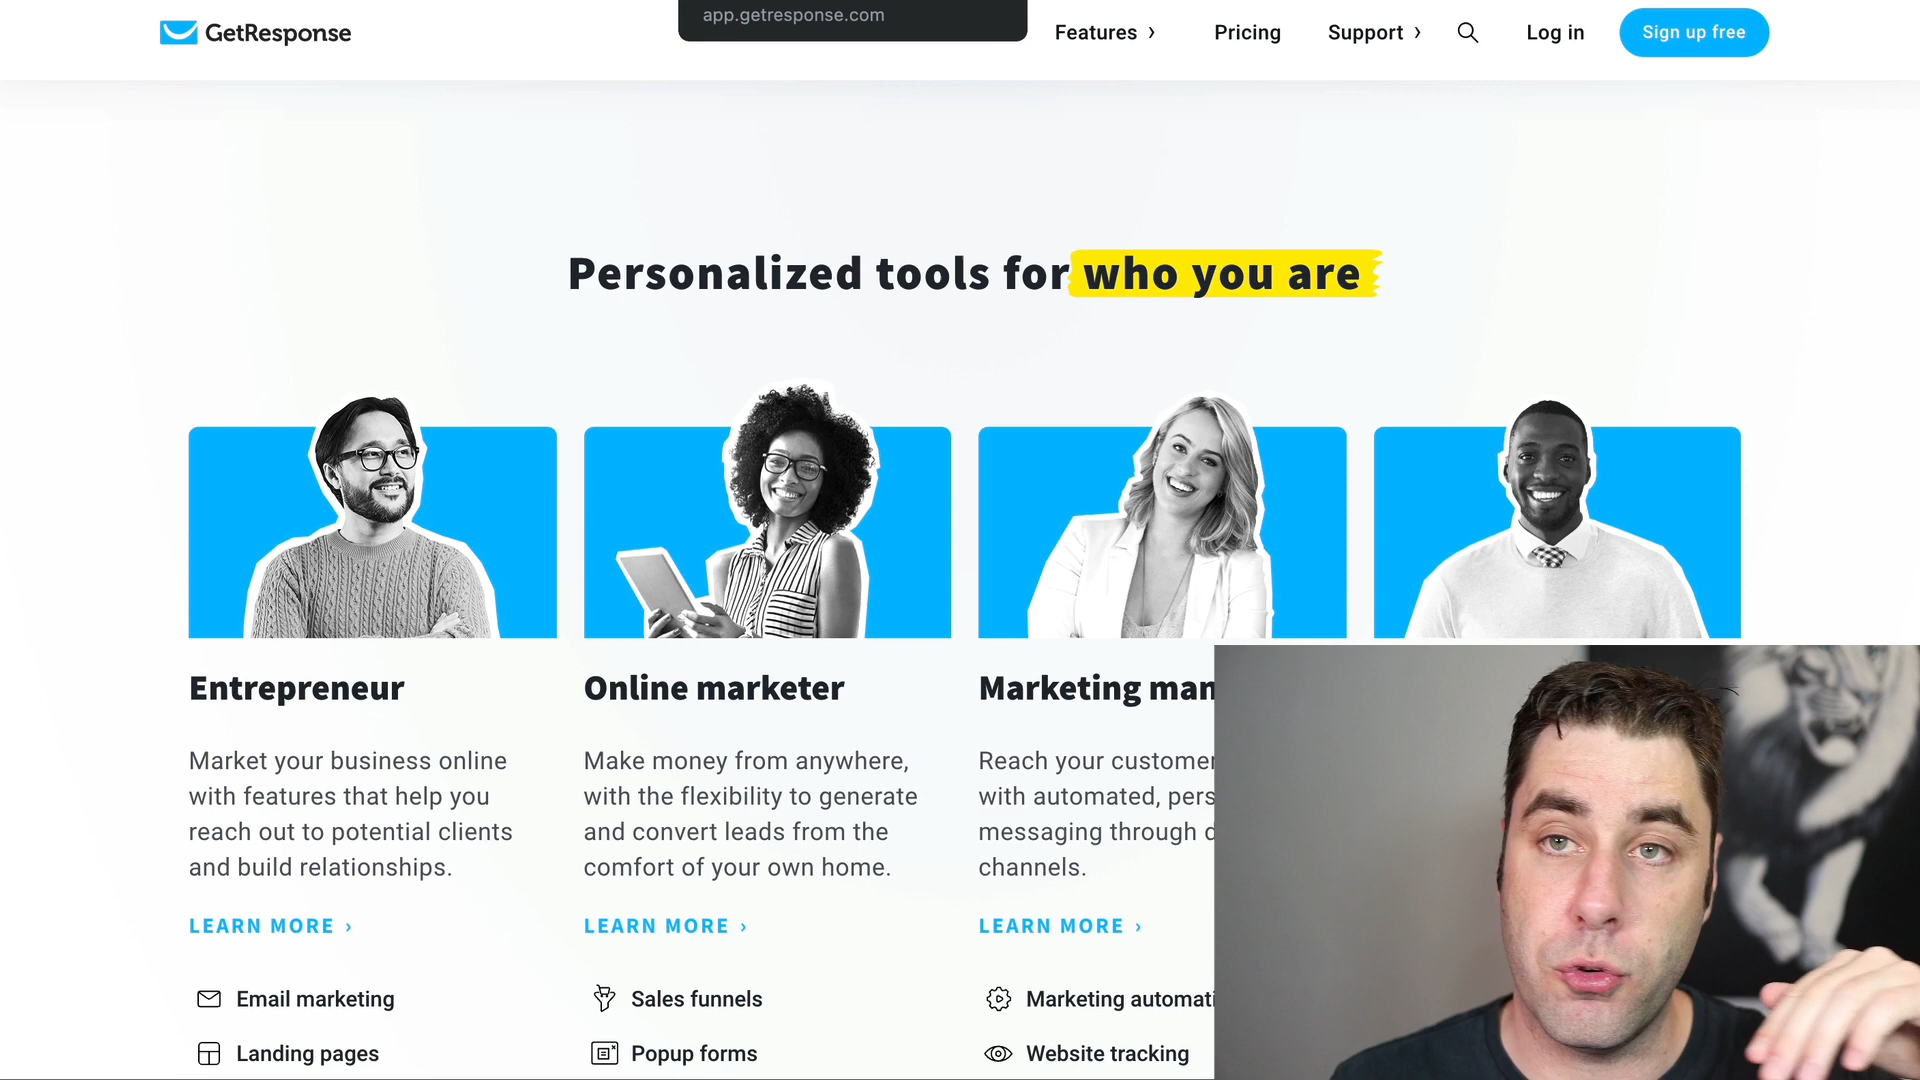 GetResponse
app.getresponse.com
Features
Pricing
Support
Log in
Sign up free
Personalized tools for who you are
Entrepreneur
Market your business online
with features that help you
reach out to potential clients
and build relationships.
LEARN MORE
Email marketing
Landing pages
Online marketer
Make money from anywhere,
with the flexibility to generate
and convert leads from the
comfort of your own home.
LEARN MORE
Sales funnels
Popup forms
Marketing
Reach your
with automated,
messaging through
channels.
LEARN MORE
Marketing
Website tracking